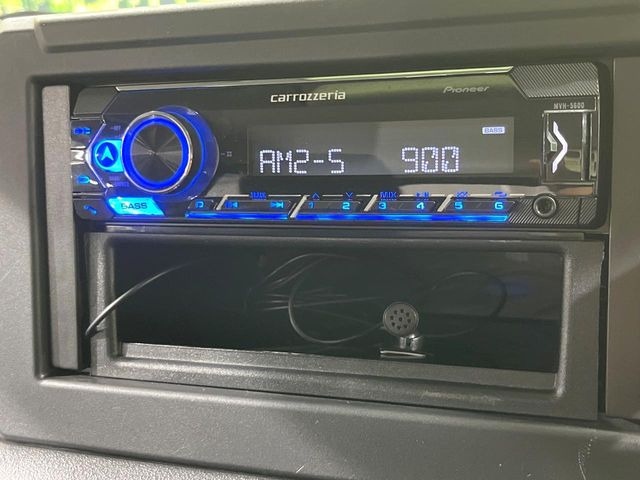 carrozzeria
Pioneer
MVH-5600
BASS
AM2-S 900
BASS
1 2 3 MIX 4 5 6